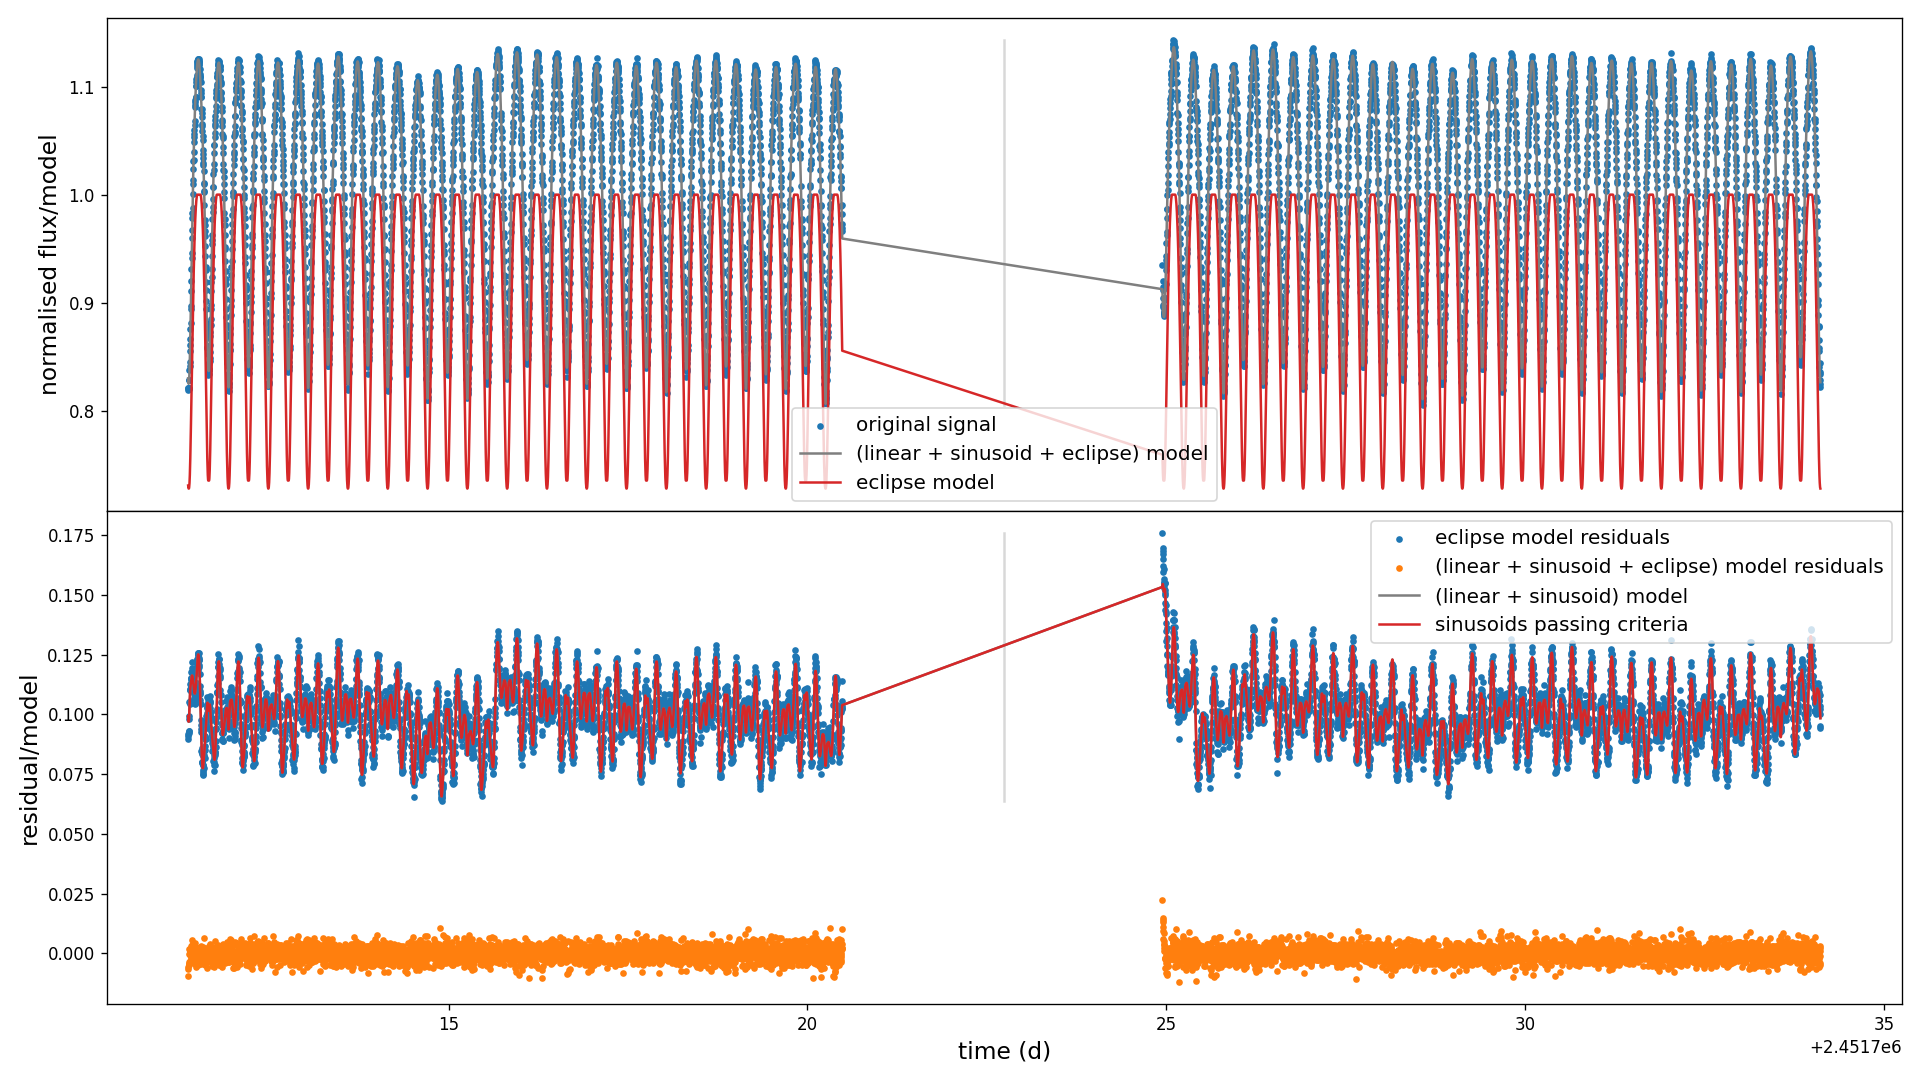 normalised flux/model
1.1
1.0
0.9
0.8
original signal
(linear + sinusoid + eclipse) model
eclipse model
residual/model
0.175
0.150
0.125
0.100
0.075
0.050
0.025
0.000
eclipse model residuals
(linear + sinusoid + eclipse) model residuals
(linear + sinusoid) model
sinusoids passing criteria
15
20
25
30
35
time (d)
+2.4517e6